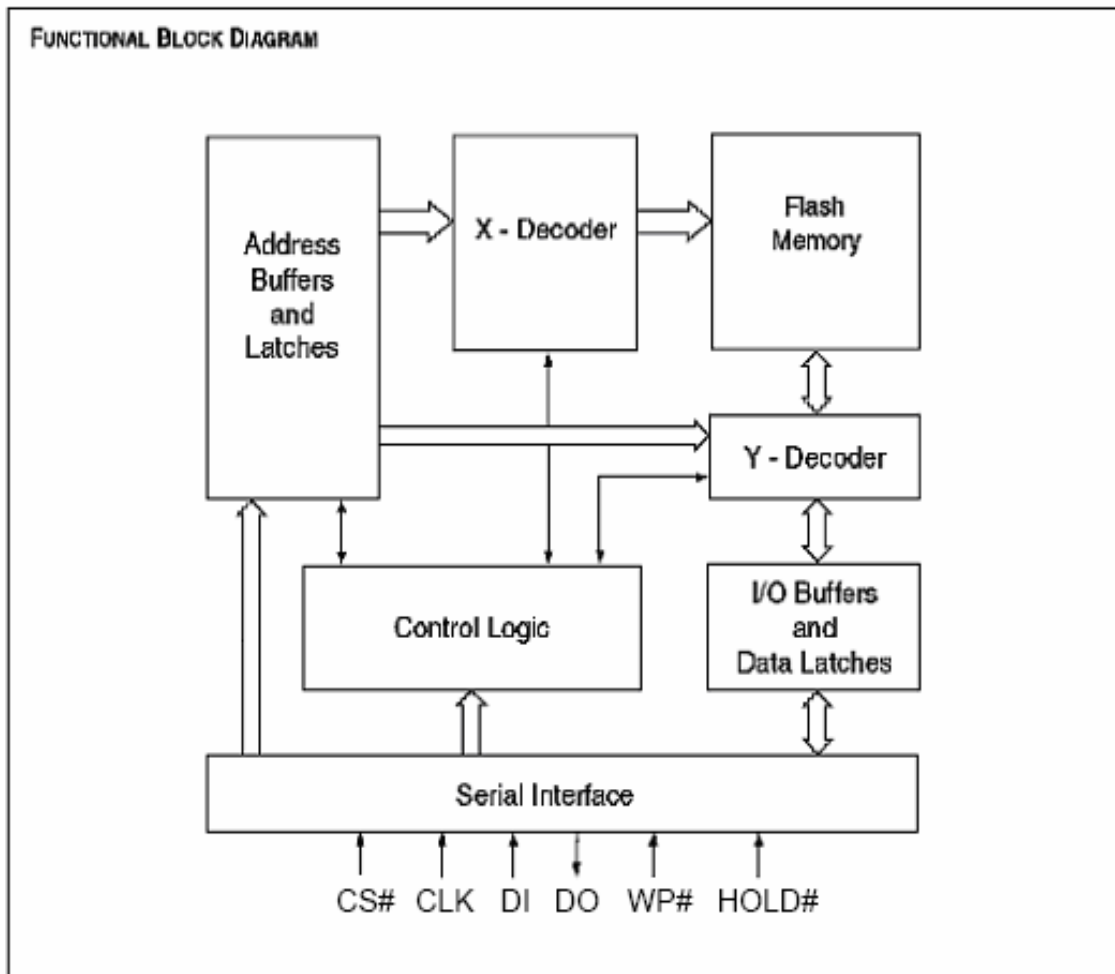 FUNCTIONAL BLOCK DIAGRAM
Address
Buffers
and
Latches
X - Decoder
Flash
Memory
Y - Decoder
Control Logic
I/O Buffers
and
Data Latches
Serial Interface
CS# CLK DI DO WP# HOLD#